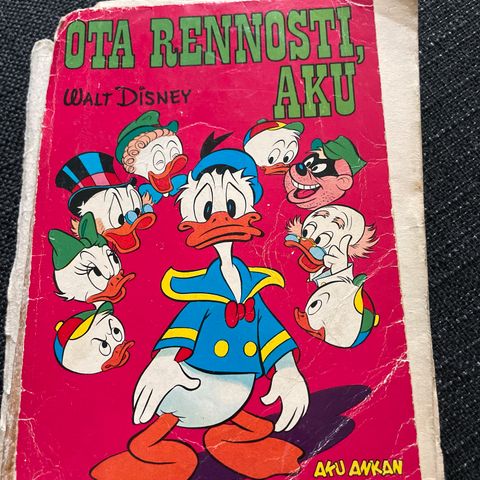 OTA RENNOSTI,
AKU
WALT DISNEY
AKU ANKAN